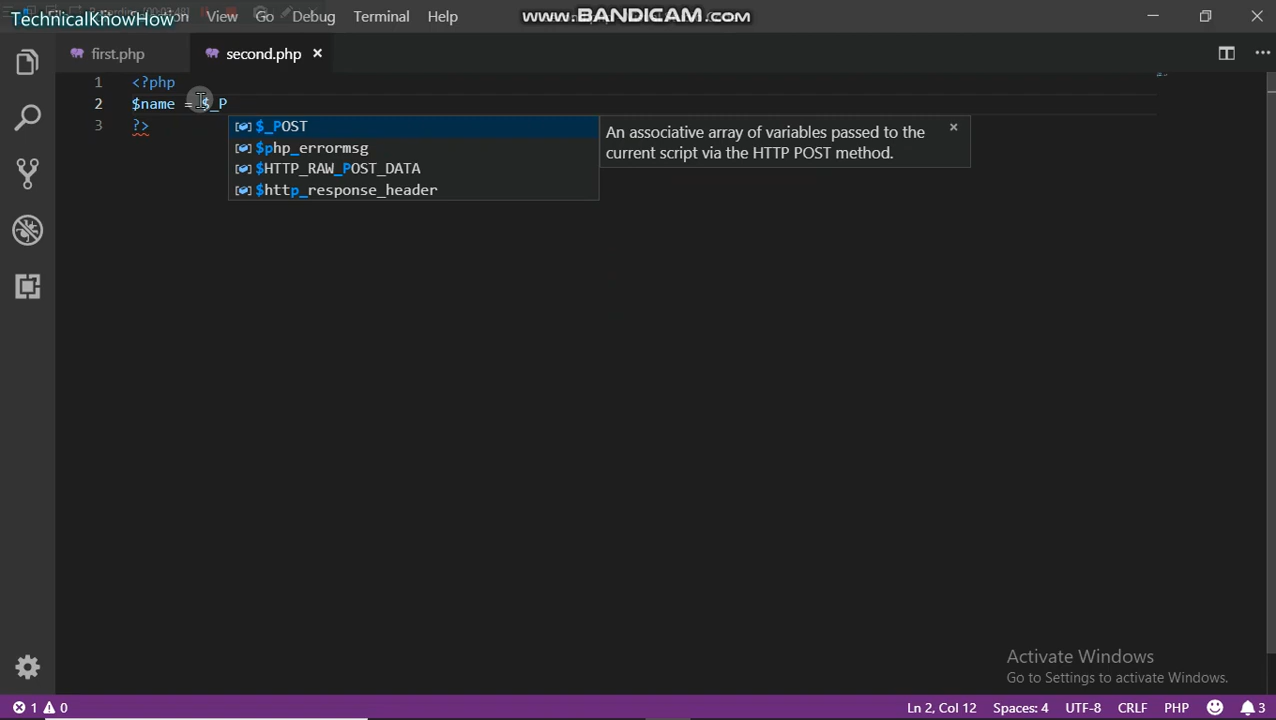 TechnicalKnowHow
View Go Debug Terminal Help
www.BANDICAM.com
first.php
second.php
1 <?php
2 $name = $_P
3 ?>
$_POST
$php_errormsg
$HTTP_RAW_POST_DATA
$http_response_header
An associative array of variables passed to the
current script via the HTTP POST method.
Activate Windows
Go to Settings to activate Windows.
1 0
Ln 2, Col 12 Spaces: 4 UTF-8 CRLF PHP 3